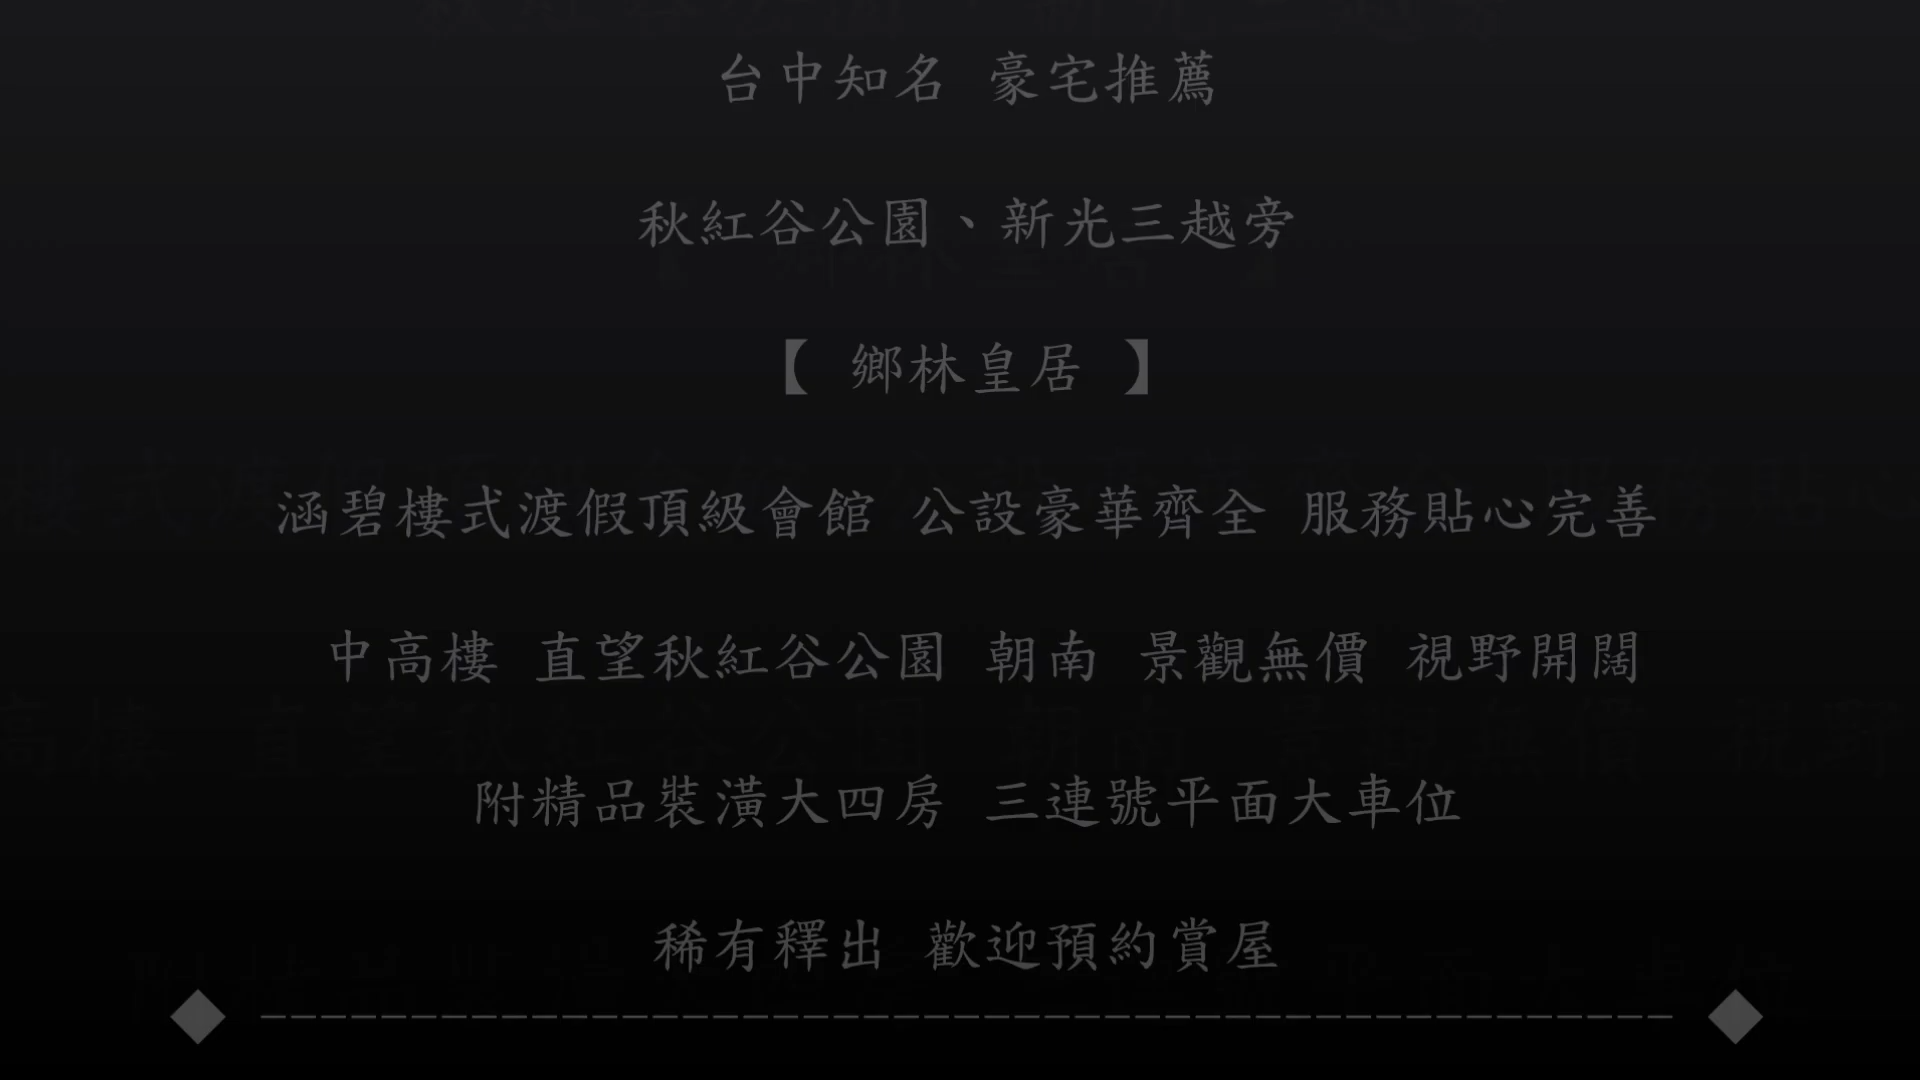 台中知名 豪宅推薦
秋紅谷公園、新光三越旁
【 鄉林皇居 】
涵碧樓式渡假頂級會館 公設豪華齊全 服務貼心完善
中高樓 直望秋紅谷公園 朝南 景觀無價 視野開闊
附精品裝潢大四房 三連號平面大車位
稀有釋出 歡迎預約賞屋